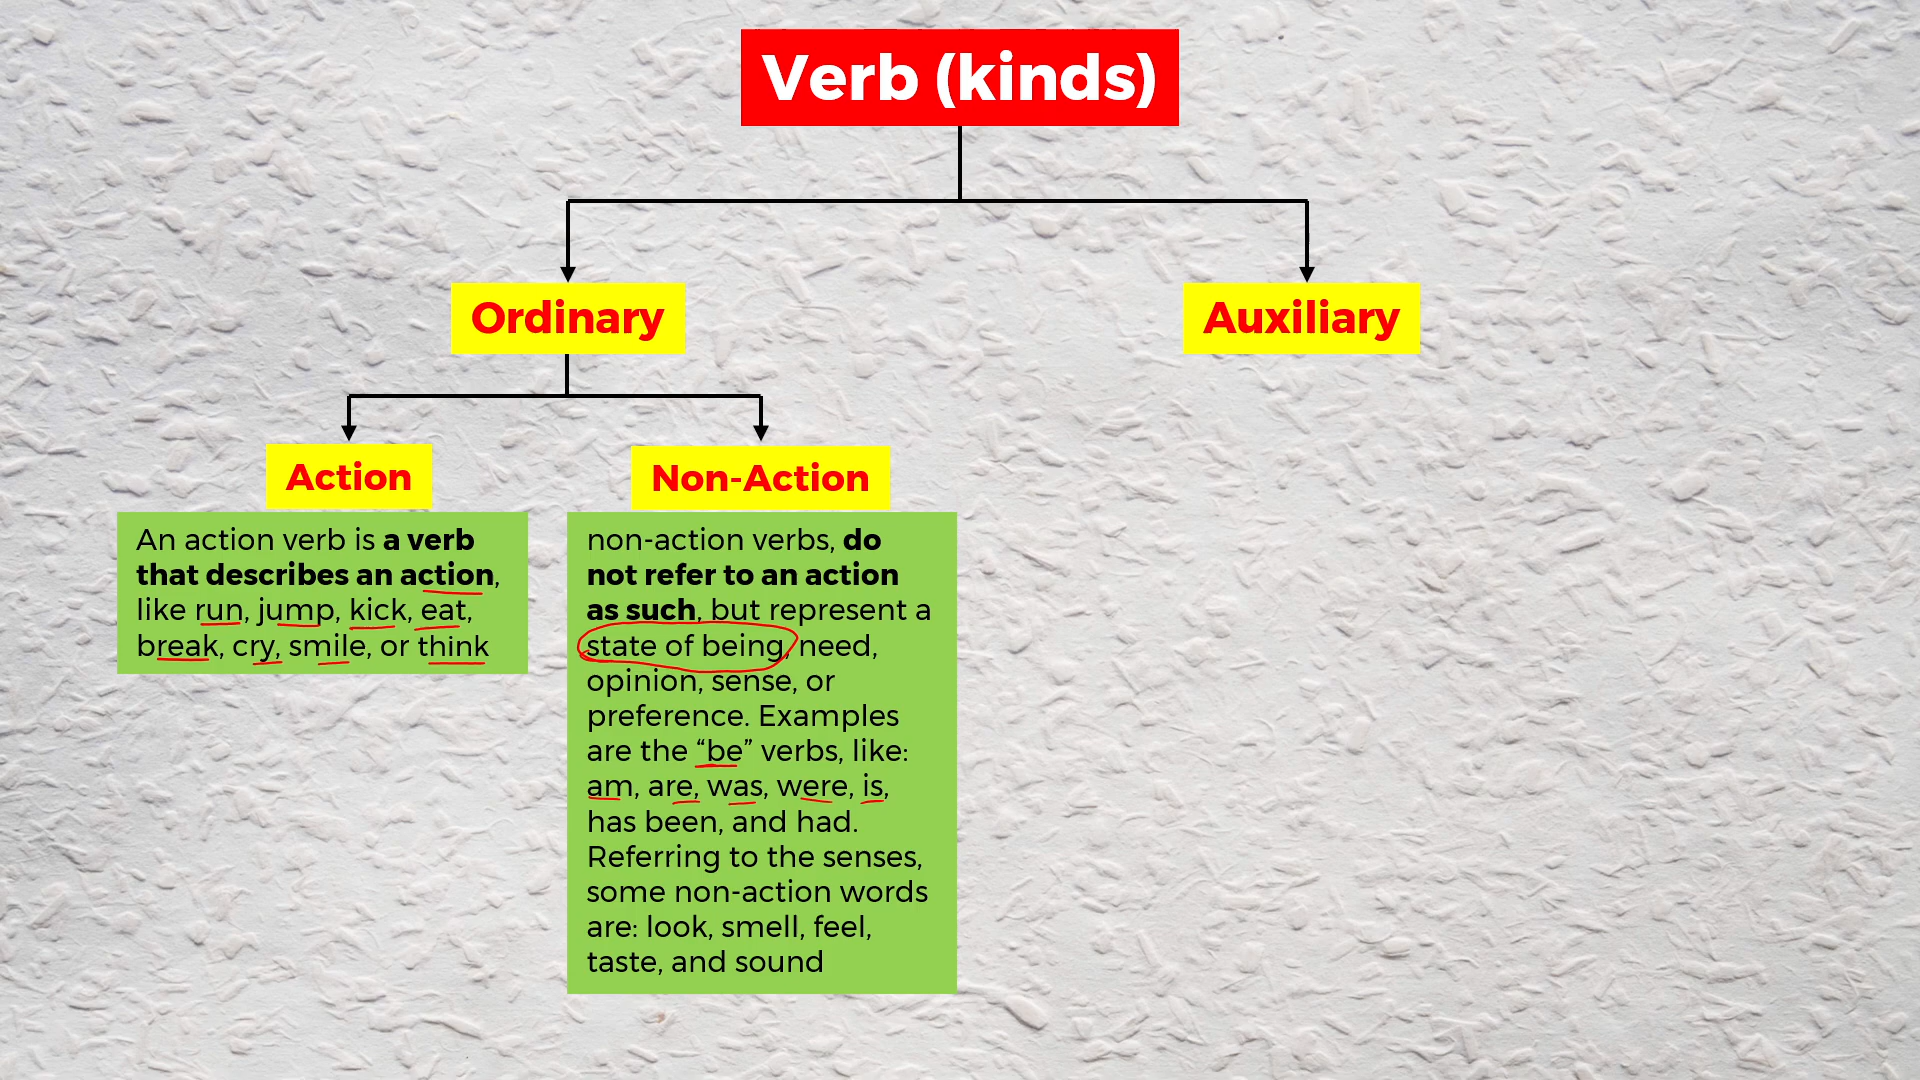 Verb (kinds)
Ordinary
Auxiliary
Action
An action verb is a verb
that describes an action,
like run, jump, kick, eat,
break, cry, smile, or think
Non-Action
non-action verbs, do
not refer to an action
as such, but represent a
state of being, need,
opinion, sense, or
preference. Examples
are the “be” verbs, like:
am, are, was, were, is,
has been, and had.
Referring to the senses,
some non-action words
are: look, smell, feel,
taste, and sound